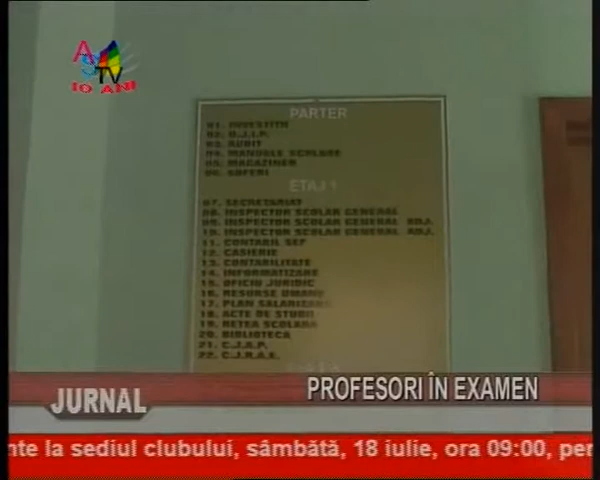 AS
TV
10 ANI
PARTER
01. INVESTITII
02. U.J.I.P.
03. AUDIT
04. MANUALE SCOLARE
05. MAGAZINER
06. SOFERI
ETAJ 1
07. SECRETARIAT
08. INSPECTOR SCOLAR GENERAL
09. INSPECTOR SCOLAR GENERAL ADJ.
10. INSPECTOR SCOLAR GENERAL ADJ.
11. CONTABIL SEF
12. CASIERIE
13. CONTABILITATE
14. INFORMATIZARE
15. OFICIU JURIDIC
16. RESURSE UMANE
17. PLAN SALARIZARE
18. ACTE DE STUDII
19. RETEA SCOLARA
20. BIBLIOTECA
21. C.J.A.P.
22. C.J.R.A.E.
PROFESORI ÎN EXAMEN
JURNAL
nte la sediul clubului, sâmbătă, 18 iulie, ora 09:00, per